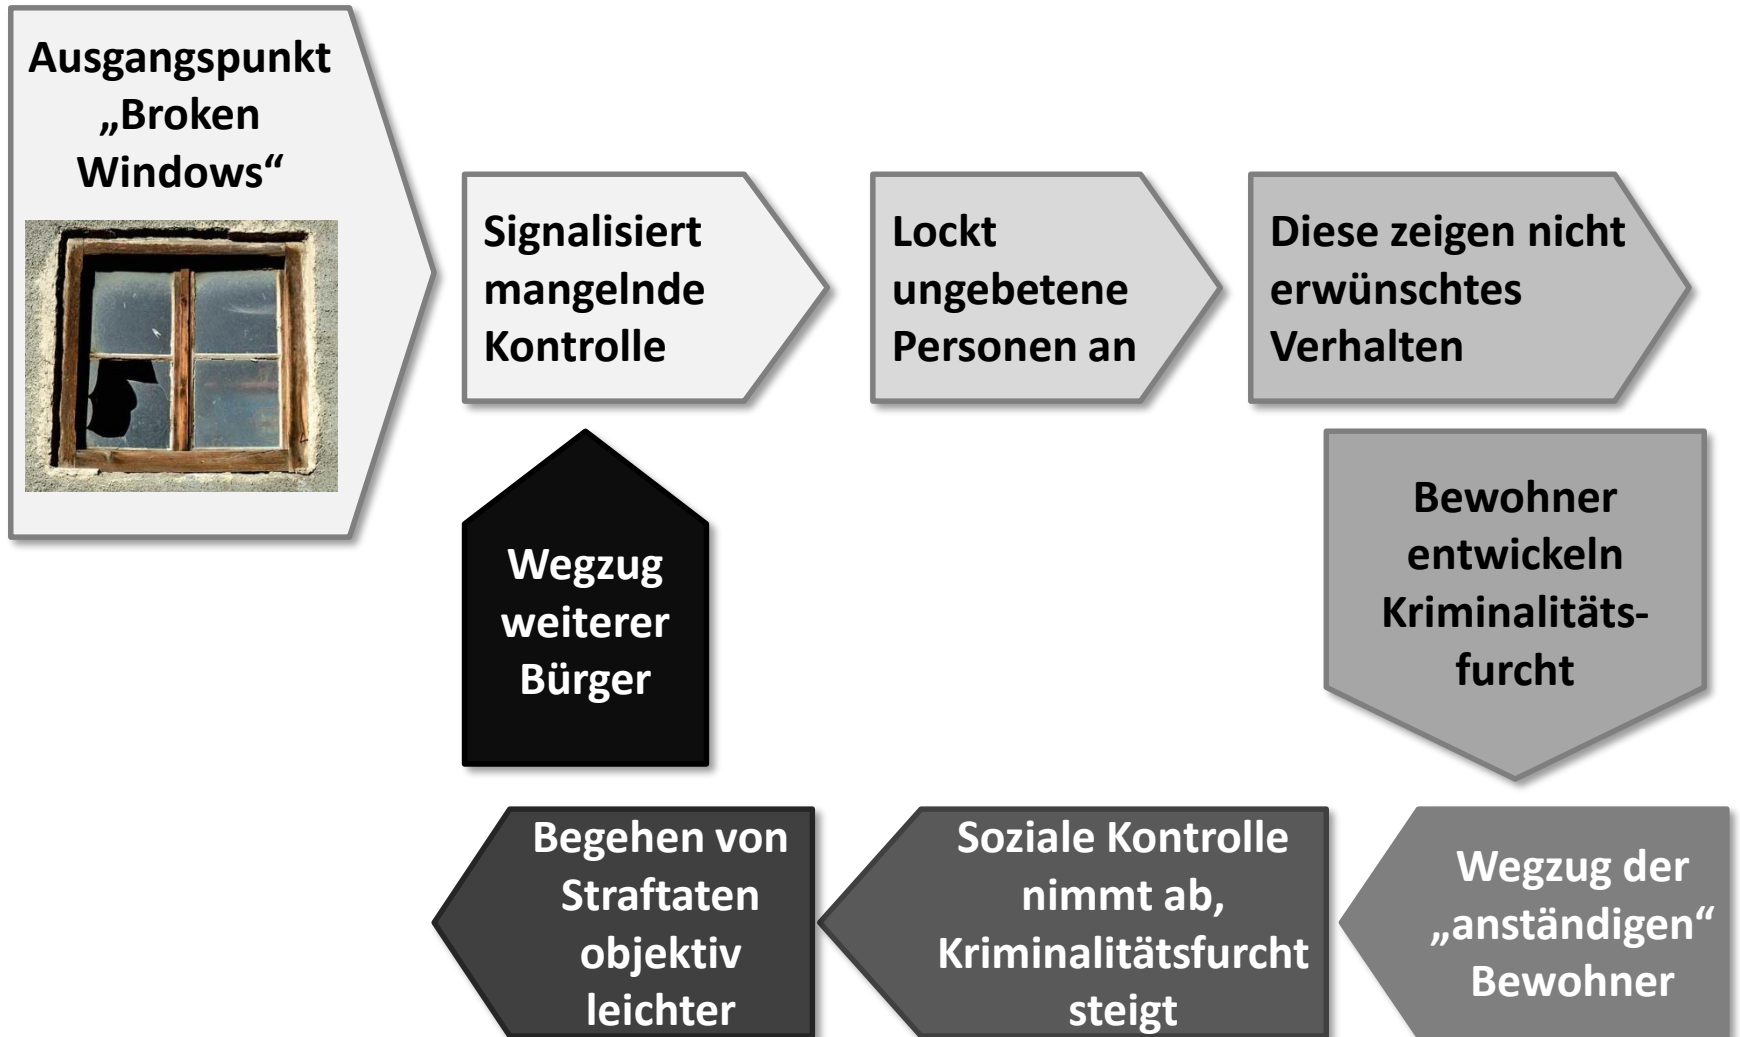 Ausgangspunkt
„Broken
Windows“
Signalisiert
mangelnde
Kontrolle
Lockt
ungebetene
Personen an
Diese zeigen nicht
erwünschtes
Verhalten
Bewohner
entwickeln
Kriminalitäts-
furcht
Wegzug der
„anständigen“
Bewohner
Soziale Kontrolle
nimmt ab,
Kriminalitätsfurcht
steigt
Begehen von
Straftaten
objektiv
leichter
Wegzug
weiterer
Bürger